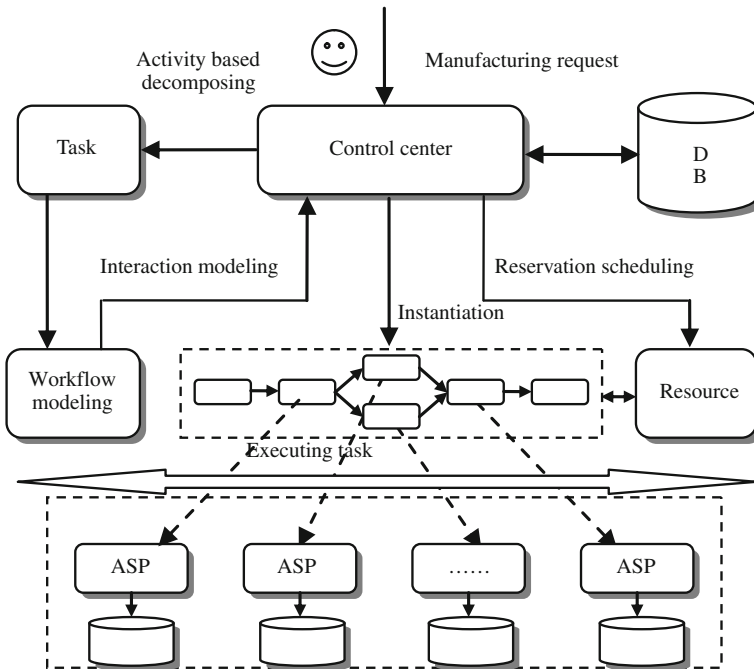 Activity based
decomposing
Manufacturing request
Task
Control center
D
B
Interaction modeling
Reservation scheduling
Instantiation
Workflow
modeling
Resource
Executing task
ASP
ASP
……
ASP